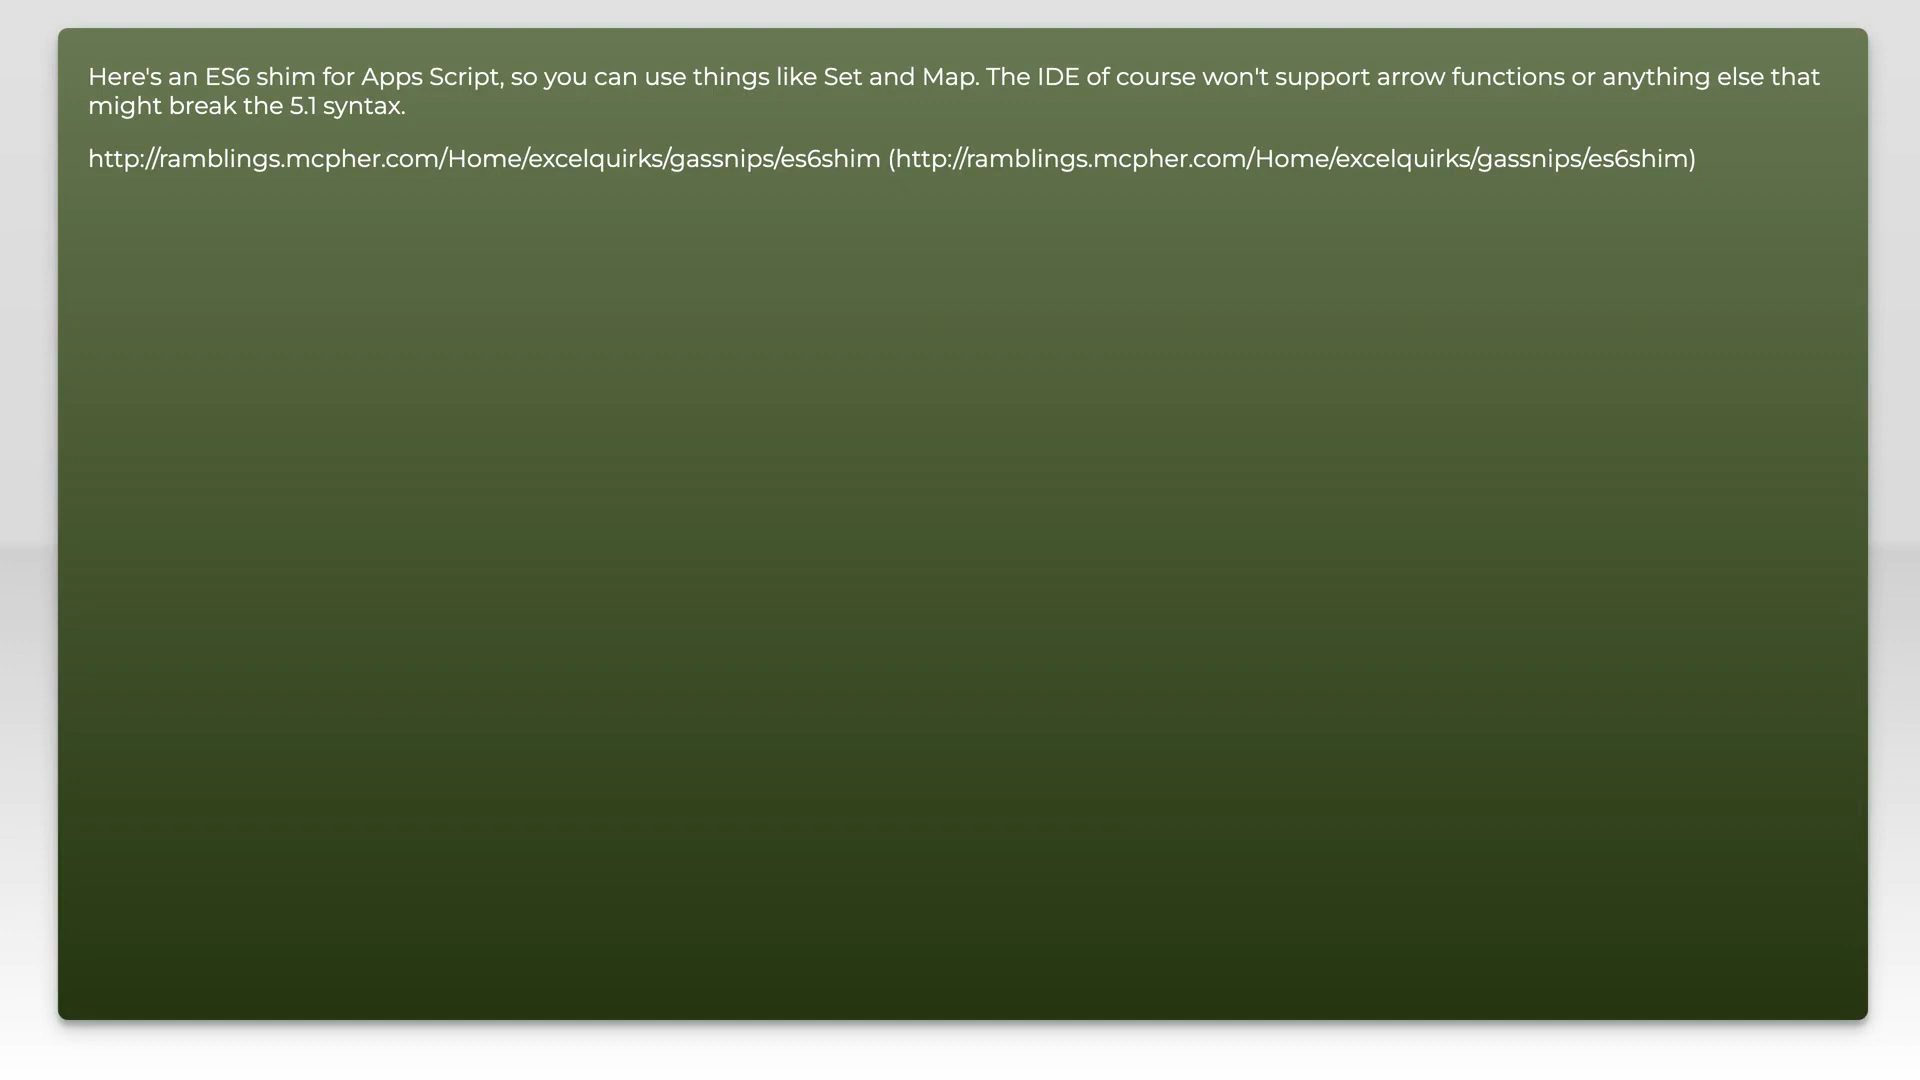 Here's an ES6 shim for Apps Script, so you can use things like Set and Map. The IDE of course won't support arrow functions or anything else that
might break the 5.1 syntax.
http://ramblings.mcpher.com/Home/excelquirks/gassnips/es6shim (http://ramblings.mcpher.com/Home/excelquirks/gassnips/es6shim)